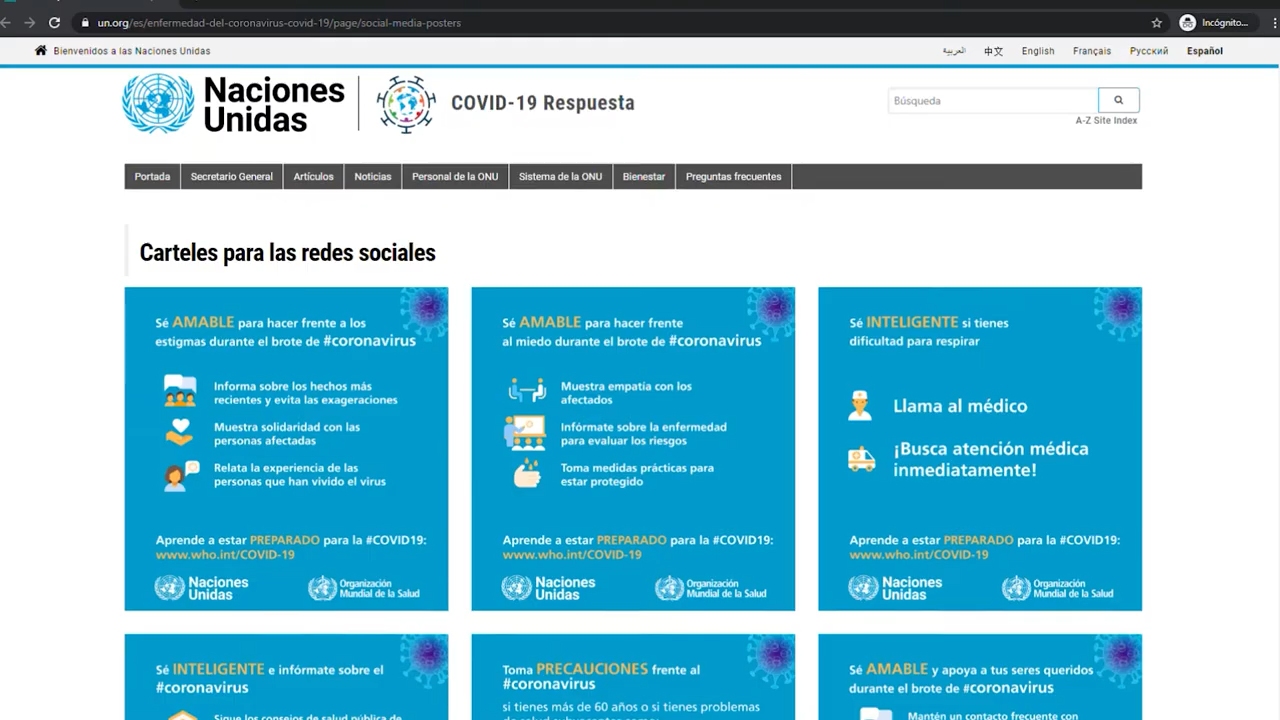 un.org/es/enfermedad-del-coronavirus-covid-19/page/social-media-posters
Incógnito...
Bienvenidos a las Naciones Unidas
العربية
中文
English
Français
Русский
Español
Naciones
Unidas
COVID-19 Respuesta
Búsqueda
A-Z Site Index
Portada
Secretario General
Artículos
Noticias
Personal de la ONU
Sistema de la ONU
Bienestar
Preguntas frecuentes
Carteles para las redes sociales
Sé AMABLE para hacer frente a los
estigmas durante el brote de #coronavirus
Informa sobre los hechos más
recientes y evita las exageraciones
Muestra solidaridad con las
personas afectadas
Relata la experiencia de las
personas que han vivido el virus
Aprende a estar PREPARADO para la #COVID19:
www.who.int/COVID-19
Naciones
Unidas
Organización
Mundial de la Salud
Sé AMABLE para hacer frente
al miedo durante el brote de #coronavirus
Muestra empatía con los
afectados
Infórmate sobre la enfermedad
para evaluar los riesgos
Toma medidas prácticas para
estar protegido
Aprende a estar PREPARADO para la #COVID19:
www.who.int/COVID-19
Naciones
Unidas
Organización
Mundial de la Salud
Sé INTELIGENTE si tienes
dificultad para respirar
Llama al médico
¡Busca atención médica
inmediatamente!
Aprende a estar PREPARADO para la #COVID19:
www.who.int/COVID-19
Naciones
Unidas
Organización
Mundial de la Salud
Sé INTELIGENTE e infórmate sobre el
#coronavirus
Sigue los consejos de salud pública de
Toma PRECAUCIONES frente al
#coronavirus
si tienes más de 60 años o si tienes problemas
Sé AMABLE y apoya a tus seres queridos
durante el brote de #coronavirus
Mantén un contacto frecuente con